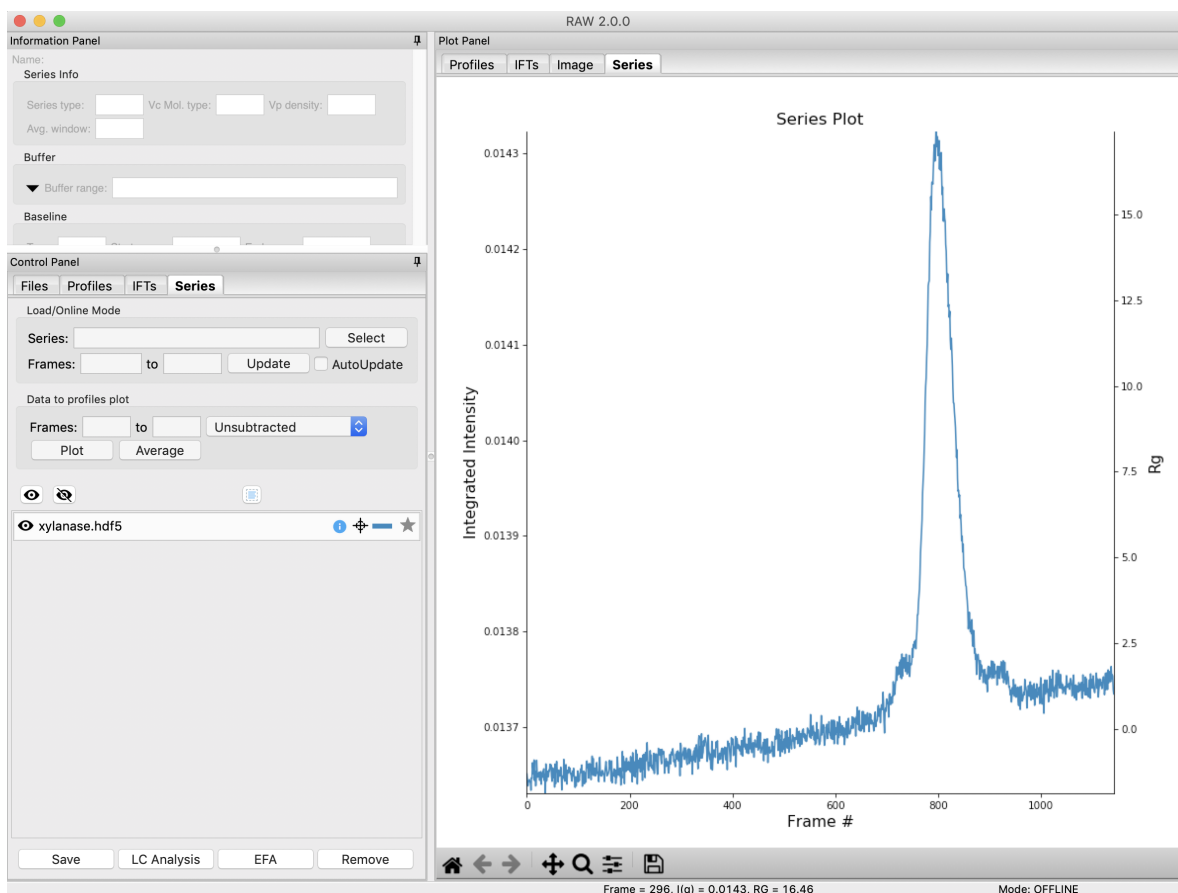 RAW 2.0.0
Information Panel
Name:
Series Info
Series type: Vc Mol. type: Vp density:
Avg. window:
Buffer
Buffer range:
Baseline
Control Panel
Files Profiles IFTs Series
Load/Online Mode
Series: Select
Frames: to Update AutoUpdate
Data to profiles plot
Frames: to Unsubtracted
Plot Average
xylanase.hdf5
Save LC Analysis EFA Remove
Plot Panel
Profiles IFTs Image Series
Series Plot
0.0143
0.0142
0.0141
0.0140
0.0139
0.0138
0.0137
Integrated Intensity
15.0
12.5
10.0
7.5
5.0
2.5
0.0
Rg
0 200 400 600 800 1000
Frame #
Frame = 296, I(q) = 0.0143, RG = 16.46 Mode: OFFLINE